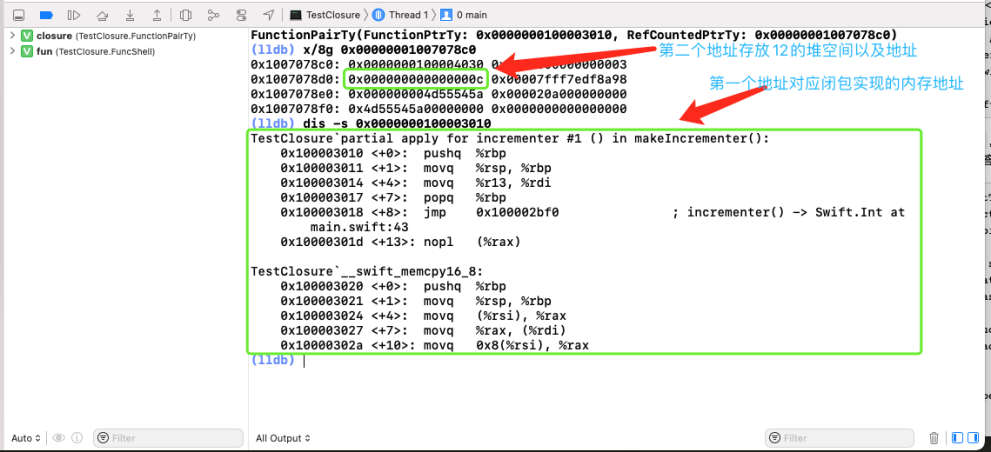 TestClosure 〉 Thread 1 〉 0 main
closure (TestClosure.FunctionPairTy)
fun (TestClosure.FuncShell)
FunctionPairTy(FunctionPtrTy: 0x0000000100003010, RefCountedPtrTy: 0x00000001007078c0)
(lldb) x/8g 0x00000001007078c0
第二个地址存放12的堆空间以及地址
0x1007078c0: 0x0000000100004030 0x0000000000000003
0x1007078d0: 0x000000000000000c 0x00007fff7edf8a98
第一个地址对应闭包实现的内存地址
0x1007078e0: 0x000000004d55545a 0x000020a000000000
0x1007078f0: 0x4d55545a00000000 0x0000000000000000
(lldb) dis -s 0x0000000100003010
TestClosure`partial apply for incrementer #1 () in makeIncrementer():
0x100003010 <+0>: pushq %rbp
0x100003011 <+1>: movq %rsp, %rbp
0x100003014 <+4>: movq %r13, %rdi
0x100003017 <+7>: popq %rbp
0x100003018 <+8>: jmp 0x100002bf0 ; incrementer() -> Swift.Int at
main.swift:43
0x10000301d <+13>: nopl (%rax)
TestClosure`__swift_memcpy16_8:
0x100003020 <+0>: pushq %rbp
0x100003021 <+1>: movq %rsp, %rbp
0x100003024 <+4>: movq (%rsi), %rax
0x100003027 <+7>: movq %rax, (%rdi)
0x10000302a <+10>: movq 0x8(%rsi), %rax
(lldb)
Auto Filter All Output Filter